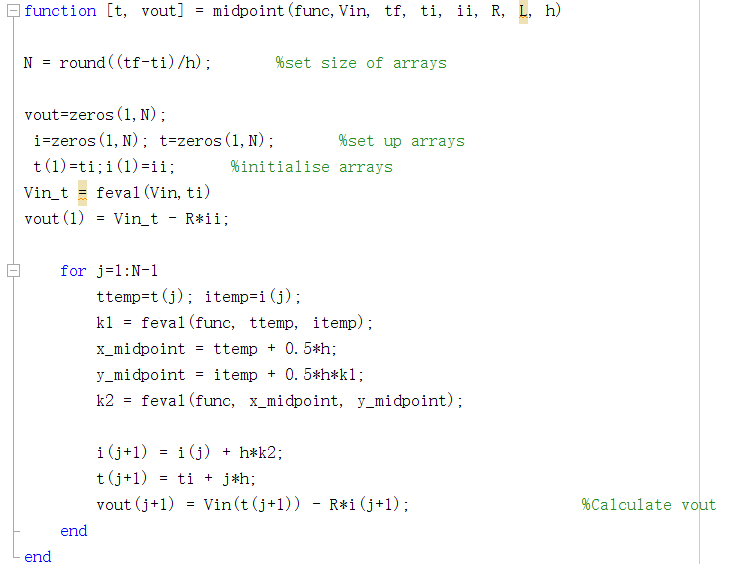 function [t, vout] = midpoint(func,Vin, tf, ti, ii, R, L, h)
N = round((tf-ti)/h);       %set size of arrays
vout=zeros(1,N);
i=zeros(1,N); t=zeros(1,N);       %set up arrays
t(1)=ti;i(1)=ii;      %initialise arrays
Vin_t = feval(Vin,ti)
vout(1) = Vin_t - R*ii;
for j=1:N-1
ttemp=t(j); itemp=i(j);
k1 = feval(func, ttemp, itemp);
x_midpoint = ttemp + 0.5*h;
y_midpoint = itemp + 0.5*h*k1;
k2 = feval(func, x_midpoint, y_midpoint);
i(j+1) = i(j) + h*k2;
t(j+1) = ti + j*h;
vout(j+1) = Vin(t(j+1)) - R*i(j+1);                   %Calculate vout
end
end